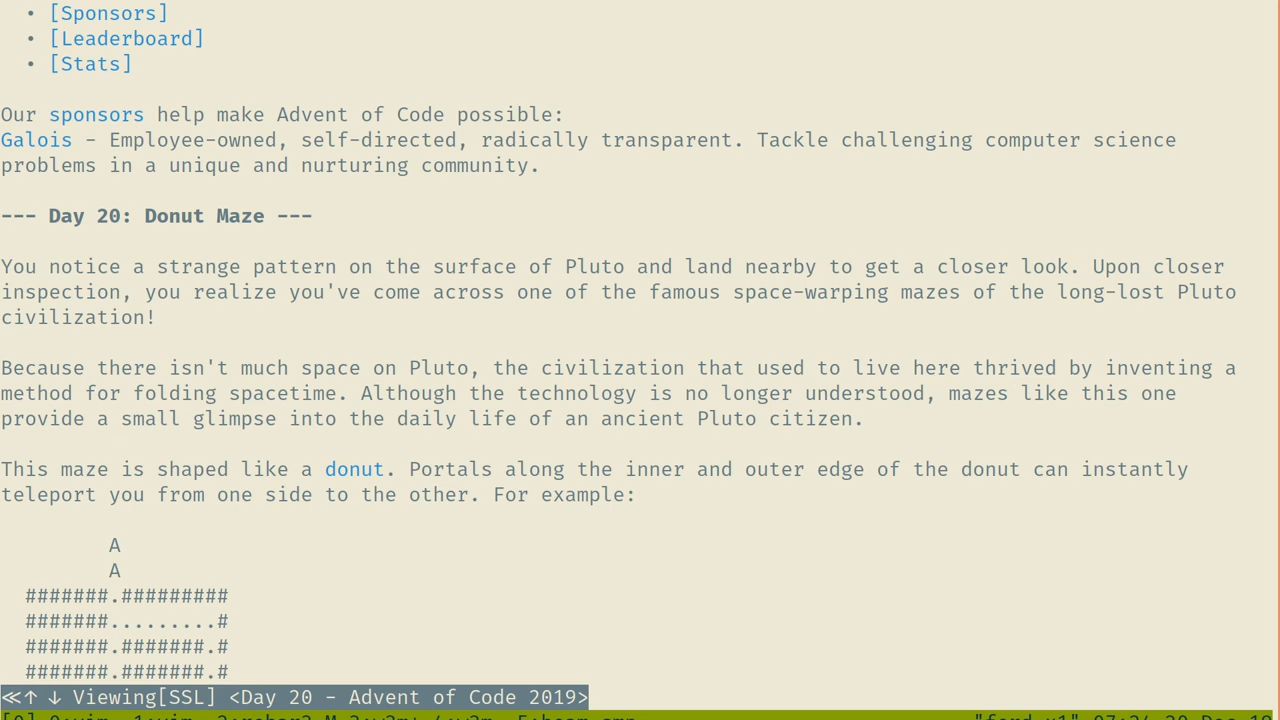 • [Sponsors]
• [Leaderboard]
• [Stats]
Our sponsors help make Advent of Code possible:
Galois - Employee-owned, self-directed, radically transparent. Tackle challenging computer science
problems in a unique and nurturing community.
--- Day 20: Donut Maze ---
You notice a strange pattern on the surface of Pluto and land nearby to get a closer look. Upon closer
inspection, you realize you've come across one of the famous space-warping mazes of the long-lost Pluto
civilization!
Because there isn't much space on Pluto, the civilization that used to live here thrived by inventing a
method for folding spacetime. Although the technology is no longer understood, mazes like this one
provide a small glimpse into the daily life of an ancient Pluto citizen.
This maze is shaped like a donut. Portals along the inner and outer edge of the donut can instantly
teleport you from one side to the other. For example:
A
A
#######.#########
#######.........#
#######.#######.#
#######.#######.#
≪↑ ↓ Viewing[SSL] <Day 20 - Advent of Code 2019>